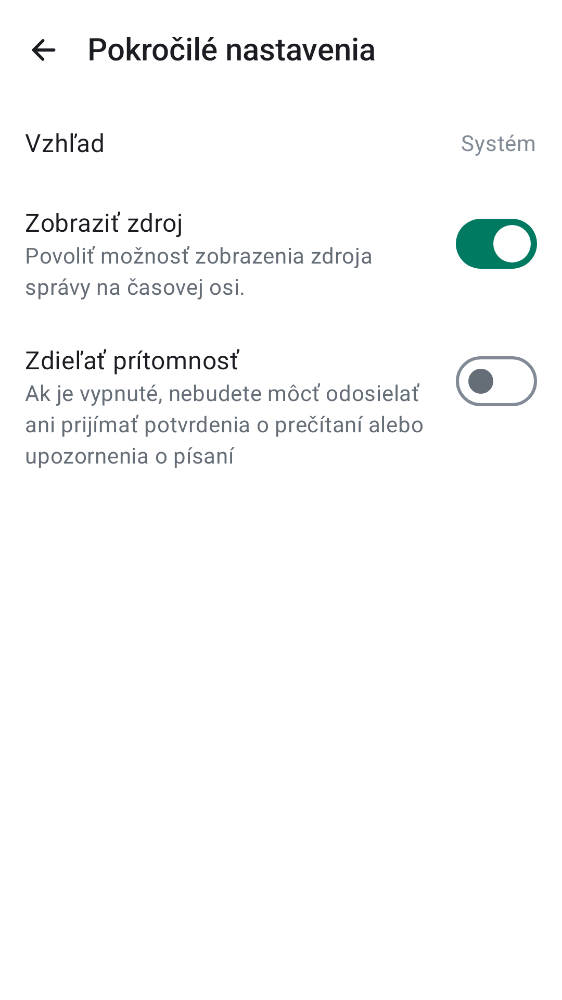 Pokročilé nastavenia
Vzhľad
Systém
Zobraziť zdroj
Povoliť možnosť zobrazenia zdroja
správy na časovej osi.
Zdieľať prítomnosť
Ak je vypnuté, nebudete môcť odosielať
ani prijímať potvrdenia o prečítaní alebo
upozornenia o písaní